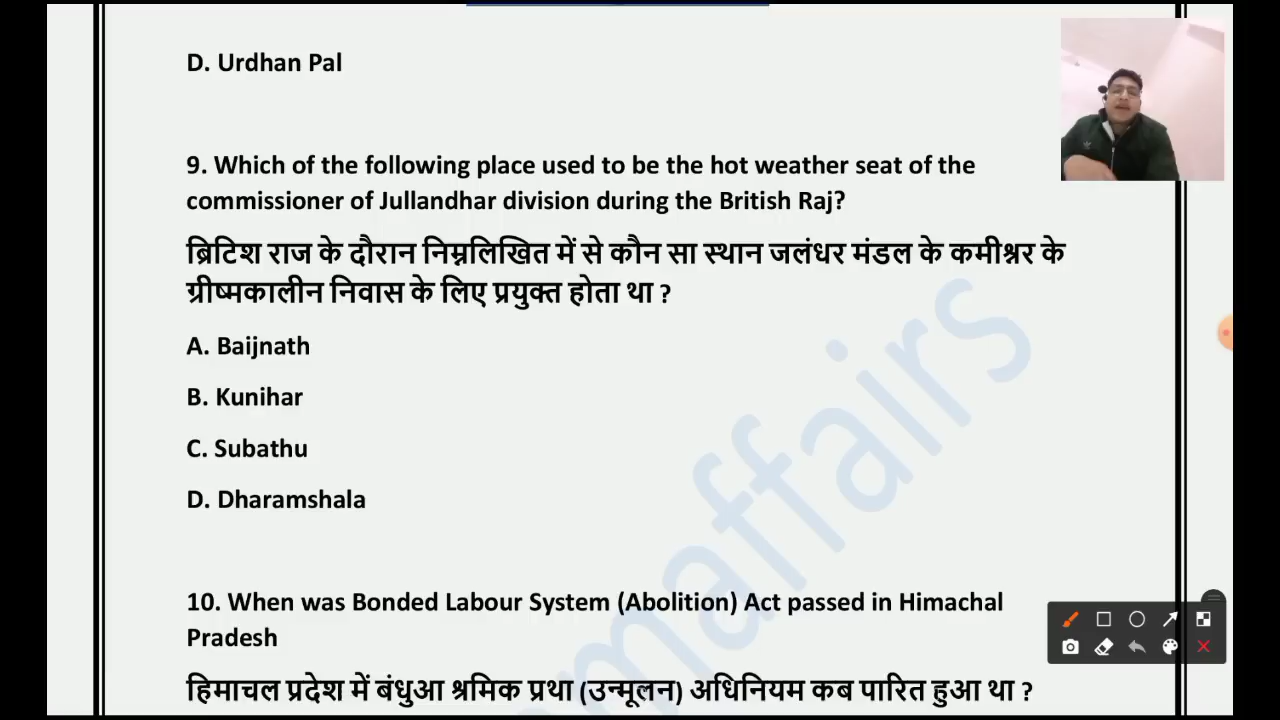 D. Urdhan Pal
9. Which of the following place used to be the hot weather seat of the
commissioner of Jullandhar division during the British Raj?
ब्रिटिश राज के दौरान निम्नलिखित में से कौन सा स्थान जलंधर मंडल के कमीश्नर के
ग्रीष्मकालीन निवास के लिए प्रयुक्त होता था ?
A. Baijnath
B. Kunihar
C. Subathu
D. Dharamshala
10. When was Bonded Labour System (Abolition) Act passed in Himachal
Pradesh
हिमाचल प्रदेश में बंधुआ श्रमिक प्रथा (उन्मूलन) अधिनियम कब पारित हुआ था ?
maffairs